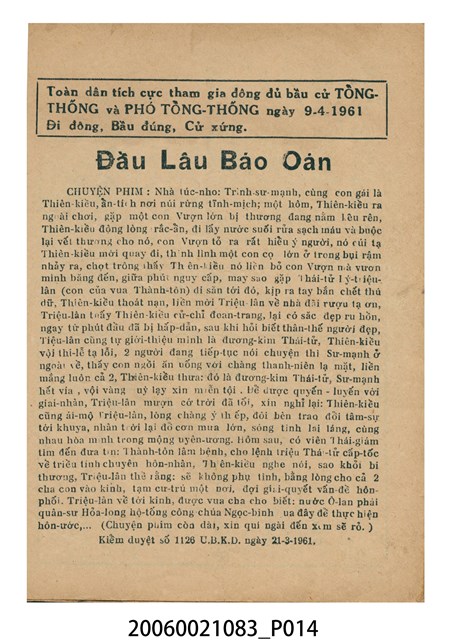 Toàn dân tích cực tham gia đông đủ bầu cử TỔNG-
THỐNG và PHÓ TỔNG-THỐNG ngày 9-4-1961
Đi đông, Bầu đúng, Cử xứng.
Đầu Lâu Báo Oán
CHUYỆN PHIM : Nhà túc-nho: Trịnh-sư-mạnh, cùng con gái là
Thiên-kiều, ẩn-tích nơi núi rừng tĩnh-mịch; một hôm, Thiên-kiều ra
ngoài chơi, gặp một con Vượn lớn bị thương đang nằm kêu rên,
Thiên-kiều động lòng trắc-ẩn, đi lấy nước suối rửa sạch máu và buộc
lại vết thương cho nó, con Vượn tỏ ra rất hiểu ý người, nó cúi tạ
Thiên-kiều mới quay đi, thình lình một con cọp lớn ở trong bụi rậm
nhảy ra, chợt trông thấy Thiên-kiều nó liền bỏ con Vượn mà vươn
mình băng đến, giữa phút nguy cấp, may sao gặp Thái-tử Lý-triệu-
lân (con của vua Thành-tôn) đi săn tới đó, kịp ra tay bắn chết thú
dữ, Thiên-kiều thoát nạn, liền mời Triệu-lân về nhà đãi rượu tạ ơn,
Triệu-lân thấy Thiên-kiều cử-chỉ đoan-trang, lại có sắc đẹp ru hồn,
ngay từ phút đầu đã bị hấp-dẫn, sau khi hỏi biết thân-thế người đẹp,
Triệu-lân cũng tự giới-thiệu mình là đương-kim Thái-tử, Thiên-kiều
vội thi-lễ tạ lỗi, 2 người đang tiếp-tục nói chuyện thì Sư-mạnh ở
ngoài về, thấy con ngồi ăn uống với chàng thanh-niên lạ mặt, liền
mắng luôn cả 2, Thiên-kiều thưa: đó là đương-kim Thái-tử, Sư-mạnh
hết vía, vội vàng quỳ lạy xin miễn tội. Để được quyến-luyến với
giai-nhân, Triệu-lân mượn cớ trời đã tối, xin nghỉ lại: Thiên-kiều
cũng ái-mộ Triệu-lân, lòng chàng ý thiếp, đôi bên trao đổi tâm-sự
tới khuya, nhân trời lại đổ cơn mưa lớn, sóng tình lai láng, cùng
nhau hòa mình trong mộng uyên-ương. Hôm sau, có viên Thái-giám
tìm đến đưa tin: Thành-tôn lâm bệnh, cho lệnh triệu Thái-tử cấp-tốc
về triều tính chuyện hôn-nhân, Thiên-kiều nghe nói, sao khỏi bi
thương, Triệu-lân thề rằng: sẽ không phụ tình, bằng lòng cho cả 2
cha con vào kinh, tạm cư-trú một nơi, đợi giải-quyết vấn-đề hôn-
phối. Triệu-lân về tới kinh, được vua cha cho biết: nước Ô-lan phái
quân-sư Hỏa-long hộ-tống công chúa Ngọc-bình qua đây để thực hiện
hôn-ước,... (Chuyện phim còn dài, xin quí ngài đến xem sẽ rõ. )
Kiểm duyệt số 1126 U.B.K.D. ngày 21-3-1961.
20060021083_P014